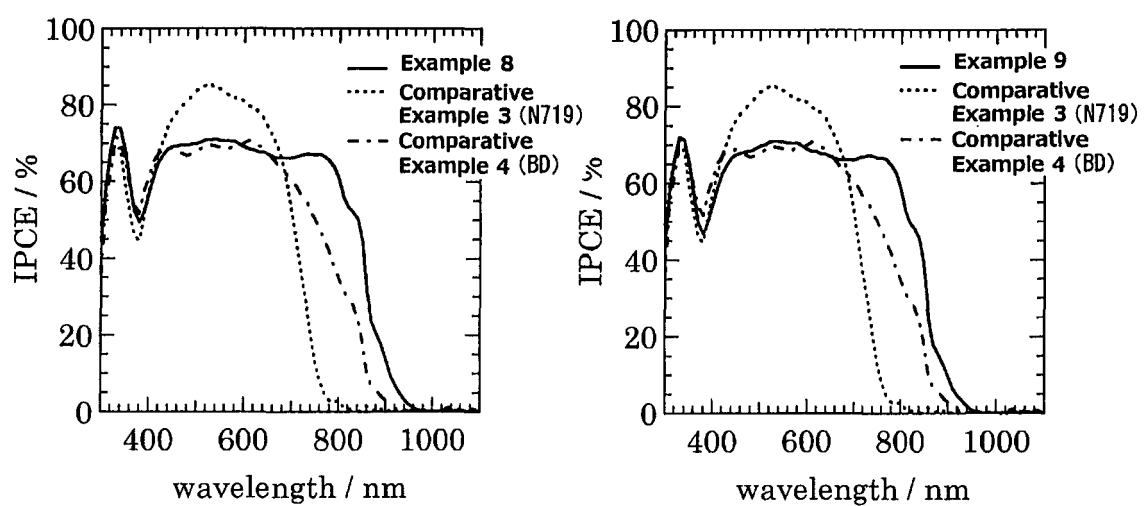 100
80
60
40
20
0
IPCE / %
400 600 800 1000
wavelength / nm
Example 8
Comparative
Example 3 (N719)
Comparative
Example 4 (BD)
100
80
60
40
20
0
IPCE / %
400 600 800 1000
wavelength / nm
Example 9
Comparative
Example 3 (N719)
Comparative
Example 4 (BD)